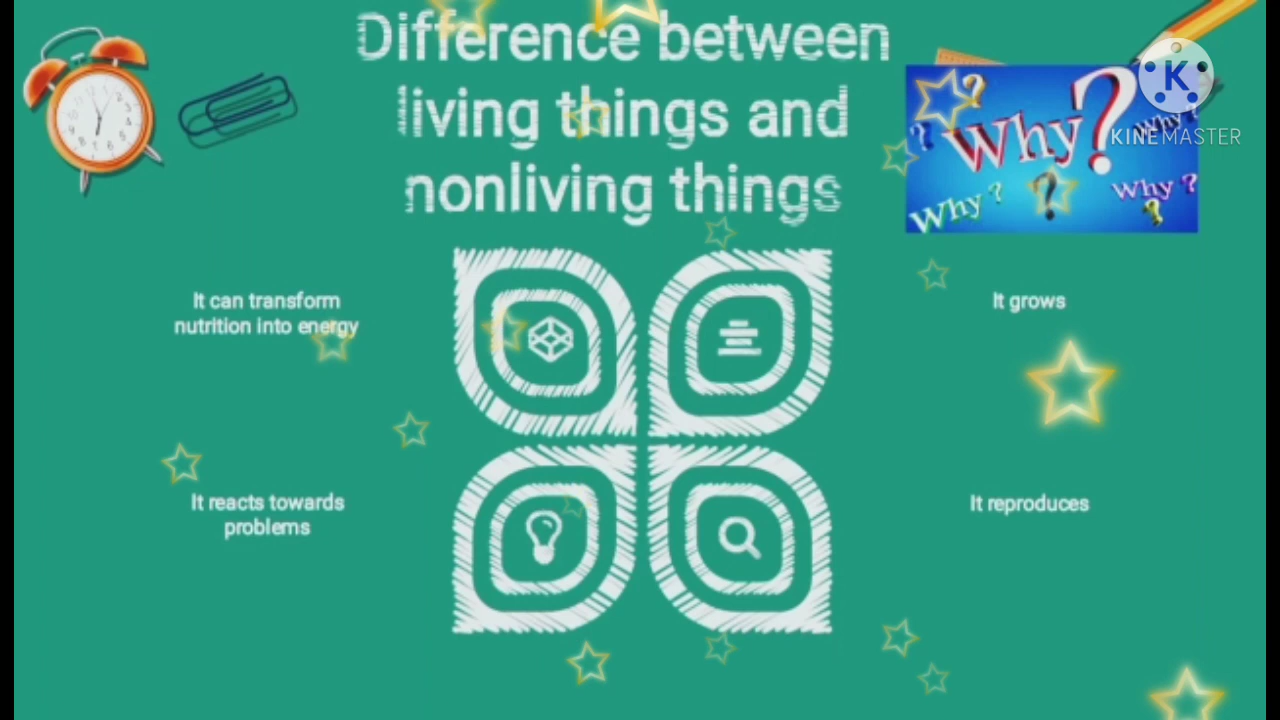 Difference between
living things and
nonliving things
Why?
Why?
Why?
Why?
K
KINEMASTER
It can transform
nutrition into energy
It grows
It reacts towards
problems
It reproduces